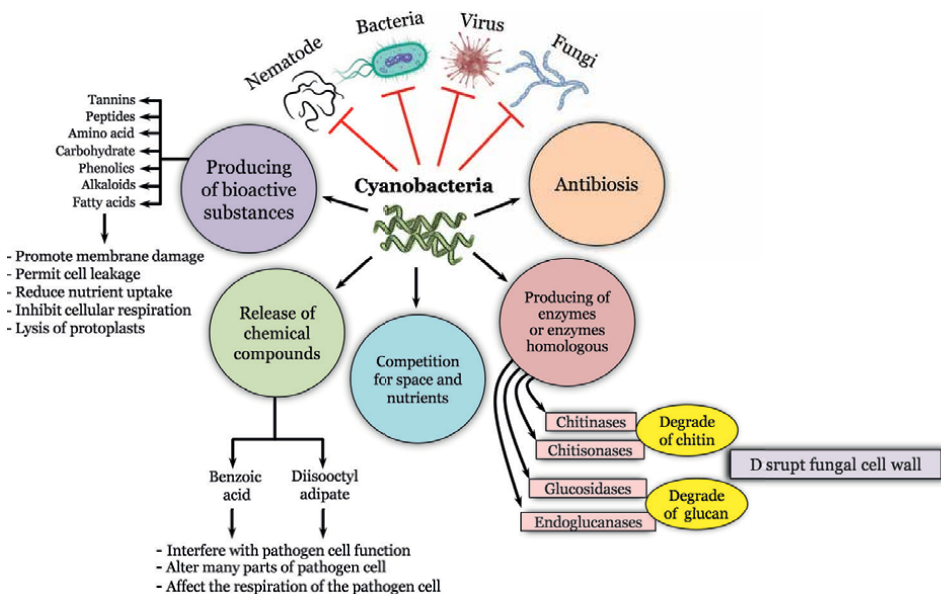 Nematode
Bacteria
Virus
Fungi
Tannins
Peptides
Amino acid
Carbohydrate
Phenolics
Alkaloids
Fatty acids
Producing
of bioactive
substances
Cyanobacteria
Antibiosis
- Promote membrane damage
- Permit cell leakage
- Reduce nutrient uptake
- Inhibit cellular respiration
- Lysis of protoplasts
Release of
chemical
compounds
Competition
for space and
nutrients
Producing of
enzymes
or enzymes
homologous
Chitinases
Chitisonases
Degrade
of chitin
Glucosidases
Endoglucanases
Degrade
of glucan
D srupt fungal cell wall
Benzoic
acid
Diisooctyl
adipate
- Interfere with pathogen cell function
- Alter many parts of pathogen cell
- Affect the respiration of the pathogen cell